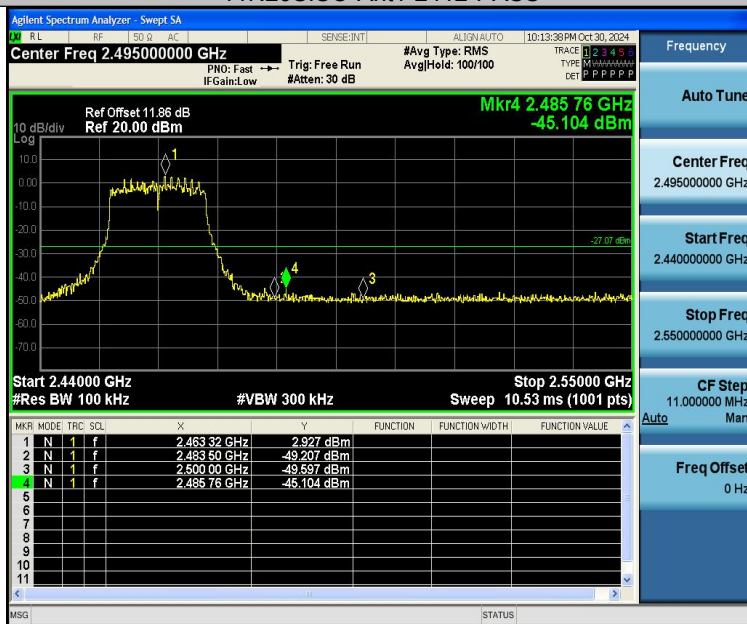 Agilent Spectrum Analyzer - Swept SA
LXI RL RF 50 Ω AC SENSE:INT ALIGN AUTO 10:13:38 PM Oct 30, 2024
Center Freq 2.495000000 GHz
#Avg Type: RMS
TRACE 1 2 3 4 5 6
PNO: Fast
Trig: Free Run
Avg|Hold: 100/100
TYPE M
IFGain:Low
#Atten: 30 dB
DET P P P P P P
Mkr4 2.485 76 GHz
-45.104 dBm
Ref Offset 11.86 dB
10 dB/div Ref 20.00 dBm
Log
10.0
0.00
-10.0
-20.0
-30.0
-40.0
-50.0
-60.0
-70.0
1
4
3
-27.07 dBm
Start 2.44000 GHz Stop 2.55000 GHz
#Res BW 100 kHz #VBW 300 kHz Sweep 10.53 ms (1001 pts)
MKR MODE TRC SCL X Y FUNCTION FUNCTION WIDTH FUNCTION VALUE
1 N 1 f 2.463 32 GHz 2.927 dBm
2 N 1 f 2.483 50 GHz -49.207 dBm
3 N 1 f 2.500 00 GHz -49.597 dBm
4 N 1 f 2.485 76 GHz -45.104 dBm
5
6
7
8
9
10
11
MSG STATUS
Frequency
Auto Tune
Center Freq
2.495000000 GHz
Start Freq
2.440000000 GHz
Stop Freq
2.550000000 GHz
CF Step
11.000000 MHz
Auto Man
Freq Offset
0 Hz